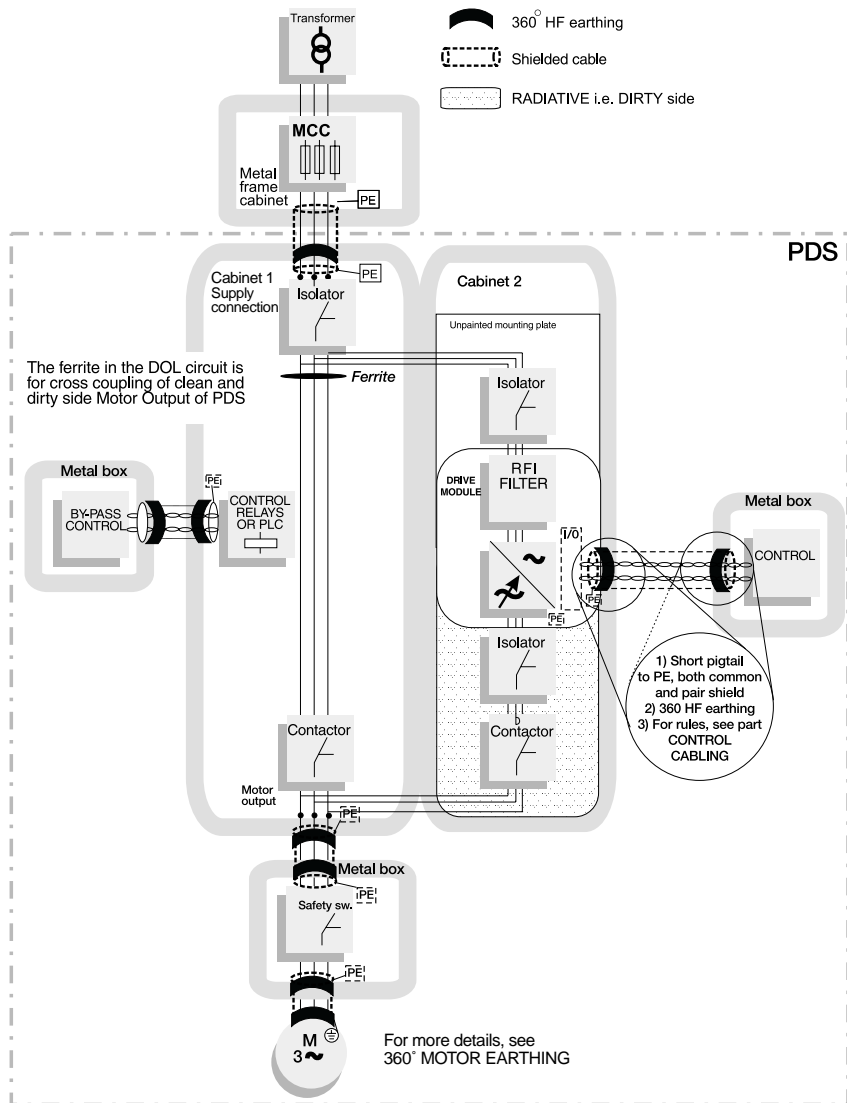 Transformer
360° HF earthing
Shielded cable
RADIATIVE i.e. DIRTY side
MCC
Metal
frame
cabinet
PE
PDS
PE
Cabinet 1
Supply
connection
Isolator
Cabinet 2
Unpainted mounting plate
The ferrite in the DOL circuit is
for cross coupling of clean and
dirty side Motor Output of PDS
Ferrite
Isolator
Metal box
BY-PASS
CONTROL
PE
CONTROL
RELAYS
OR PLC
DRIVE
MODULE
RFI
FILTER
I/O
PE
PE
Metal box
CONTROL
Isolator
1) Short pigtail
to PE, both common
and pair shield
2) 360 HF earthing
3) For rules, see part
CONTROL
CABLING
Contactor
Contactor
Motor
output
PE
Metal box
PE
Safety sw.
PE
M
3~
For more details, see
360° MOTOR EARTHING